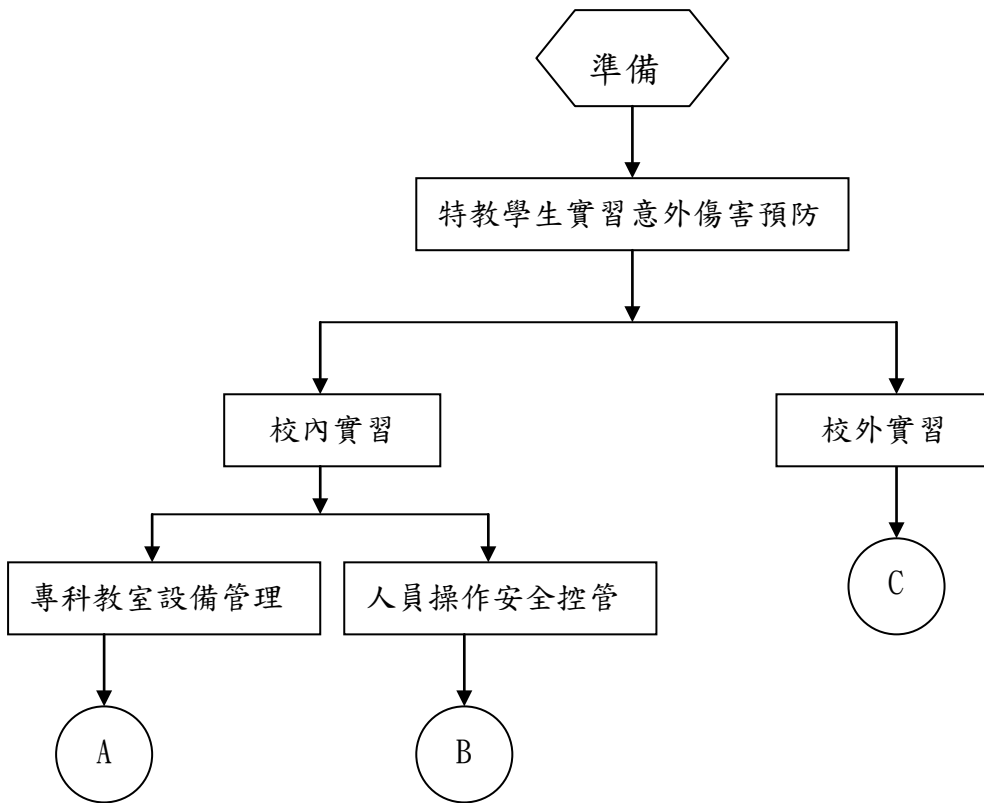 準備
特教學生實習意外傷害預防
校內實習
校外實習
專科教室設備管理
人員操作安全控管
C
A
B